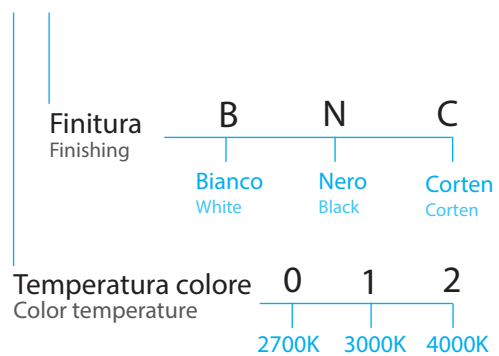 Finitura B N C
Finishing
Bianco Nero Corten
White Black Corten
Temperatura colore 0 1 2
Color temperature
2700K 3000K 4000K